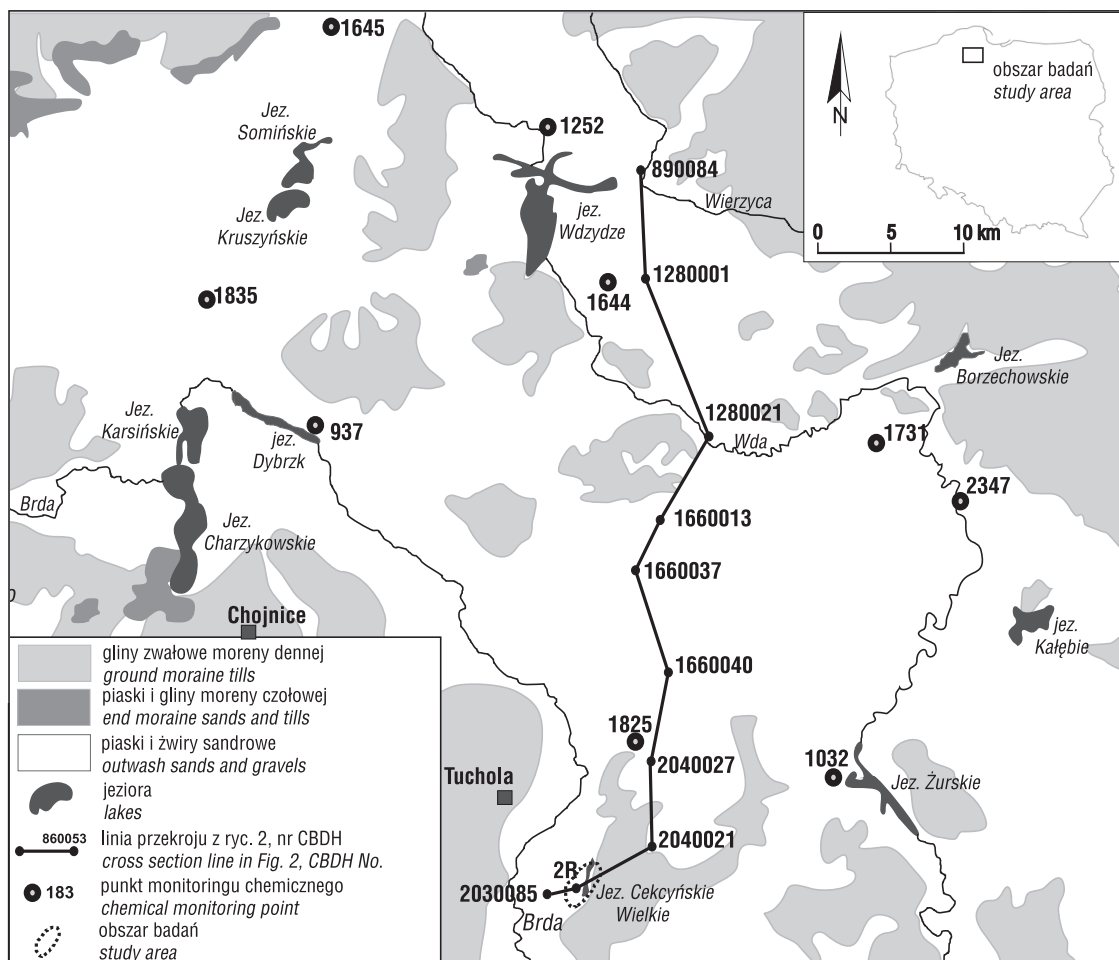 1645
obszar badań
study area
N
Jez.
Somińskie
1252
890084
Wierzyca
0 5 10 km
Jez.
Kruszyńskie
jez.
Wdzydze
1280001
1644
1835
Jez.
Borzechowskie
Jez.
Karsińskie
937
jez.
Dybrzk
1280021
Wda
1731
2347
Brda
Jez.
Charzykowskie
1660013
1660037
Chojnice
jez.
Kałębie
1660040
gliny zwałowe moreny dennej
ground moraine tills
piaski i gliny moreny czołowej
end moraine sands and tills
piaski i żwiry sandrowe
outwash sands and gravels
jeziora
lakes
860053
linia przekroju z ryc. 2, nr CBDH
cross section line in Fig. 2, CBDH No.
183
punkt monitoringu chemicznego
chemical monitoring point
obszar badań
study area
1825
2040027
Tuchola
1032
Jez. Żurskie
2040021
2R
2030085
Jez. Cekcyńskie
Wielkie
Brda